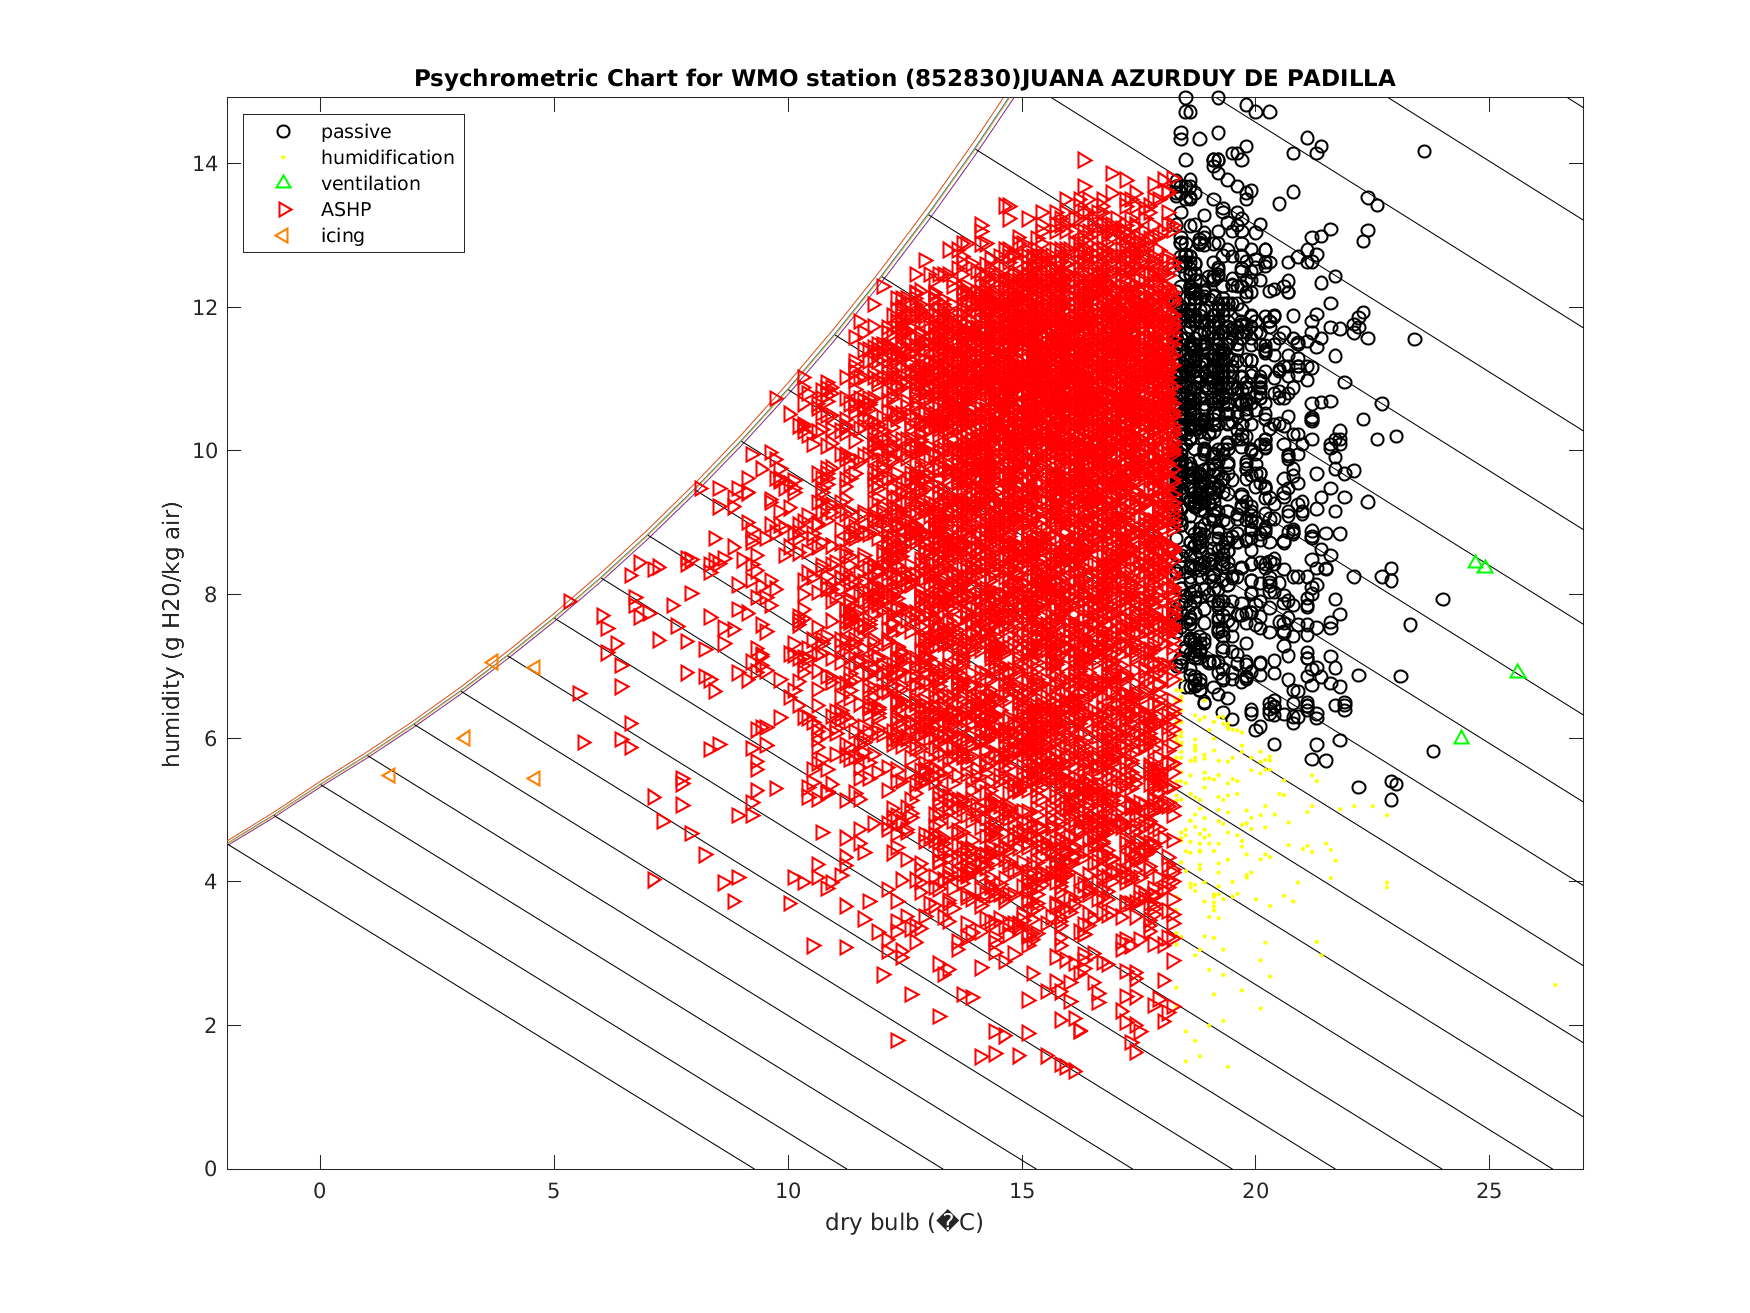 Psychrometric Chart for WMO station (852830)JUANA AZURDUY DE PADILLA
passive
humidification
ventilation
ASHP
icing
14
12
10
8
6
4
2
0
humidity (g H20/kg air)
0 5 10 15 20 25
dry bulb (�C)